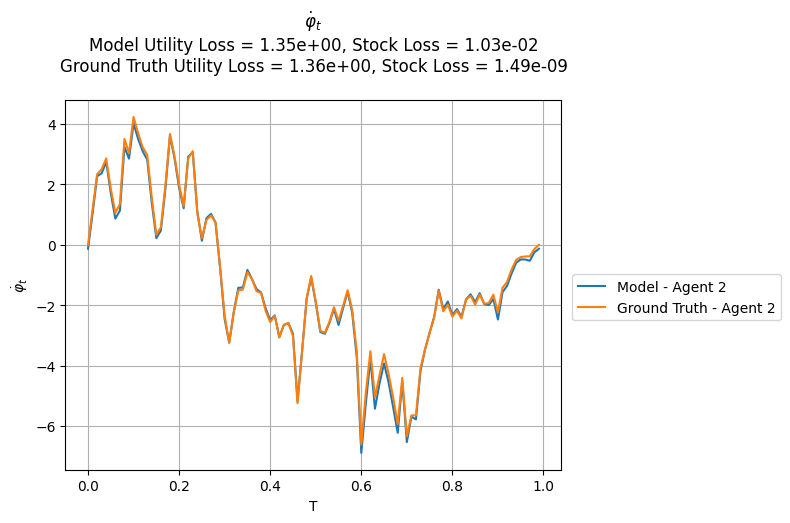 φ̇_t
Model Utility Loss = 1.35e+00, Stock Loss = 1.03e-02
Ground Truth Utility Loss = 1.36e+00, Stock Loss = 1.49e-09
4
2
0
−2
−4
−6
φ̇_t
0.0 0.2 0.4 0.6 0.8 1.0
T
Model - Agent 2
Ground Truth - Agent 2